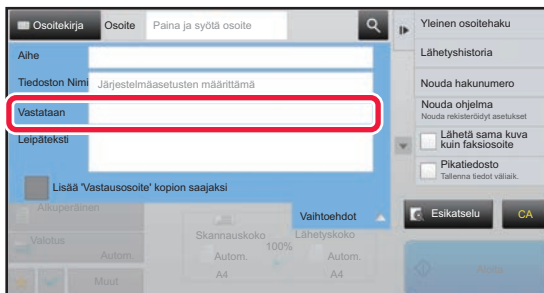 Osoitekirja
Osoite
Paina ja syötä osoite
Aihe
Tiedoston Nimi
Järjestelmäasetusten määrittämä
Vastataan
Leipäteksti
Lisää 'Vastausosoite' kopion saajaksi
Vaihtoehdot
Alkuperäinen
Valotus
Autom.
Muut
Skannauskoko
Autom.
A4
100%
Lähetyskoko
Autom.
A4
Yleinen osoitehaku
Lähetyshistoria
Nouda hakunumero
Nouda ohjelma
Nouda rekisteröidyt asetukset
Lähetä sama kuva
kuin faksiosoite
Pikatiedosto
Tallenna tiedot väliaik.
Esikatselu
CA